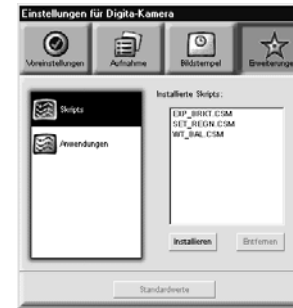 Einstellungen für Digita-Kamera
Voreinstellungen
Aufnahme
Bildstempel
Erweiterunge
Skripts
Anwendungen
Installierte Skripts:
EXP_BRKT.CSM
SET_REGN.CSM
WT_BAL.CSM
Installieren
Entfernen
Standardwerte